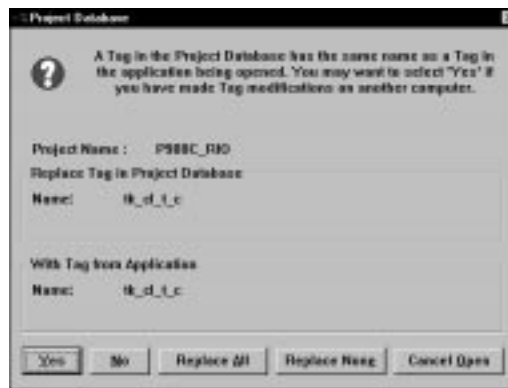 Project Database
A Tag in the Project Database has the same name as a Tag in
the application being opened. You may want to select "Yes" if
you have made Tag modifications on another computer.
Project Name : P900C_RIO
Replace Tag in Project Database
Name: tk_cl_t_c
With Tag from Application
Name: tk_cl_t_c
Yes No Replace All Replace None Cancel Open